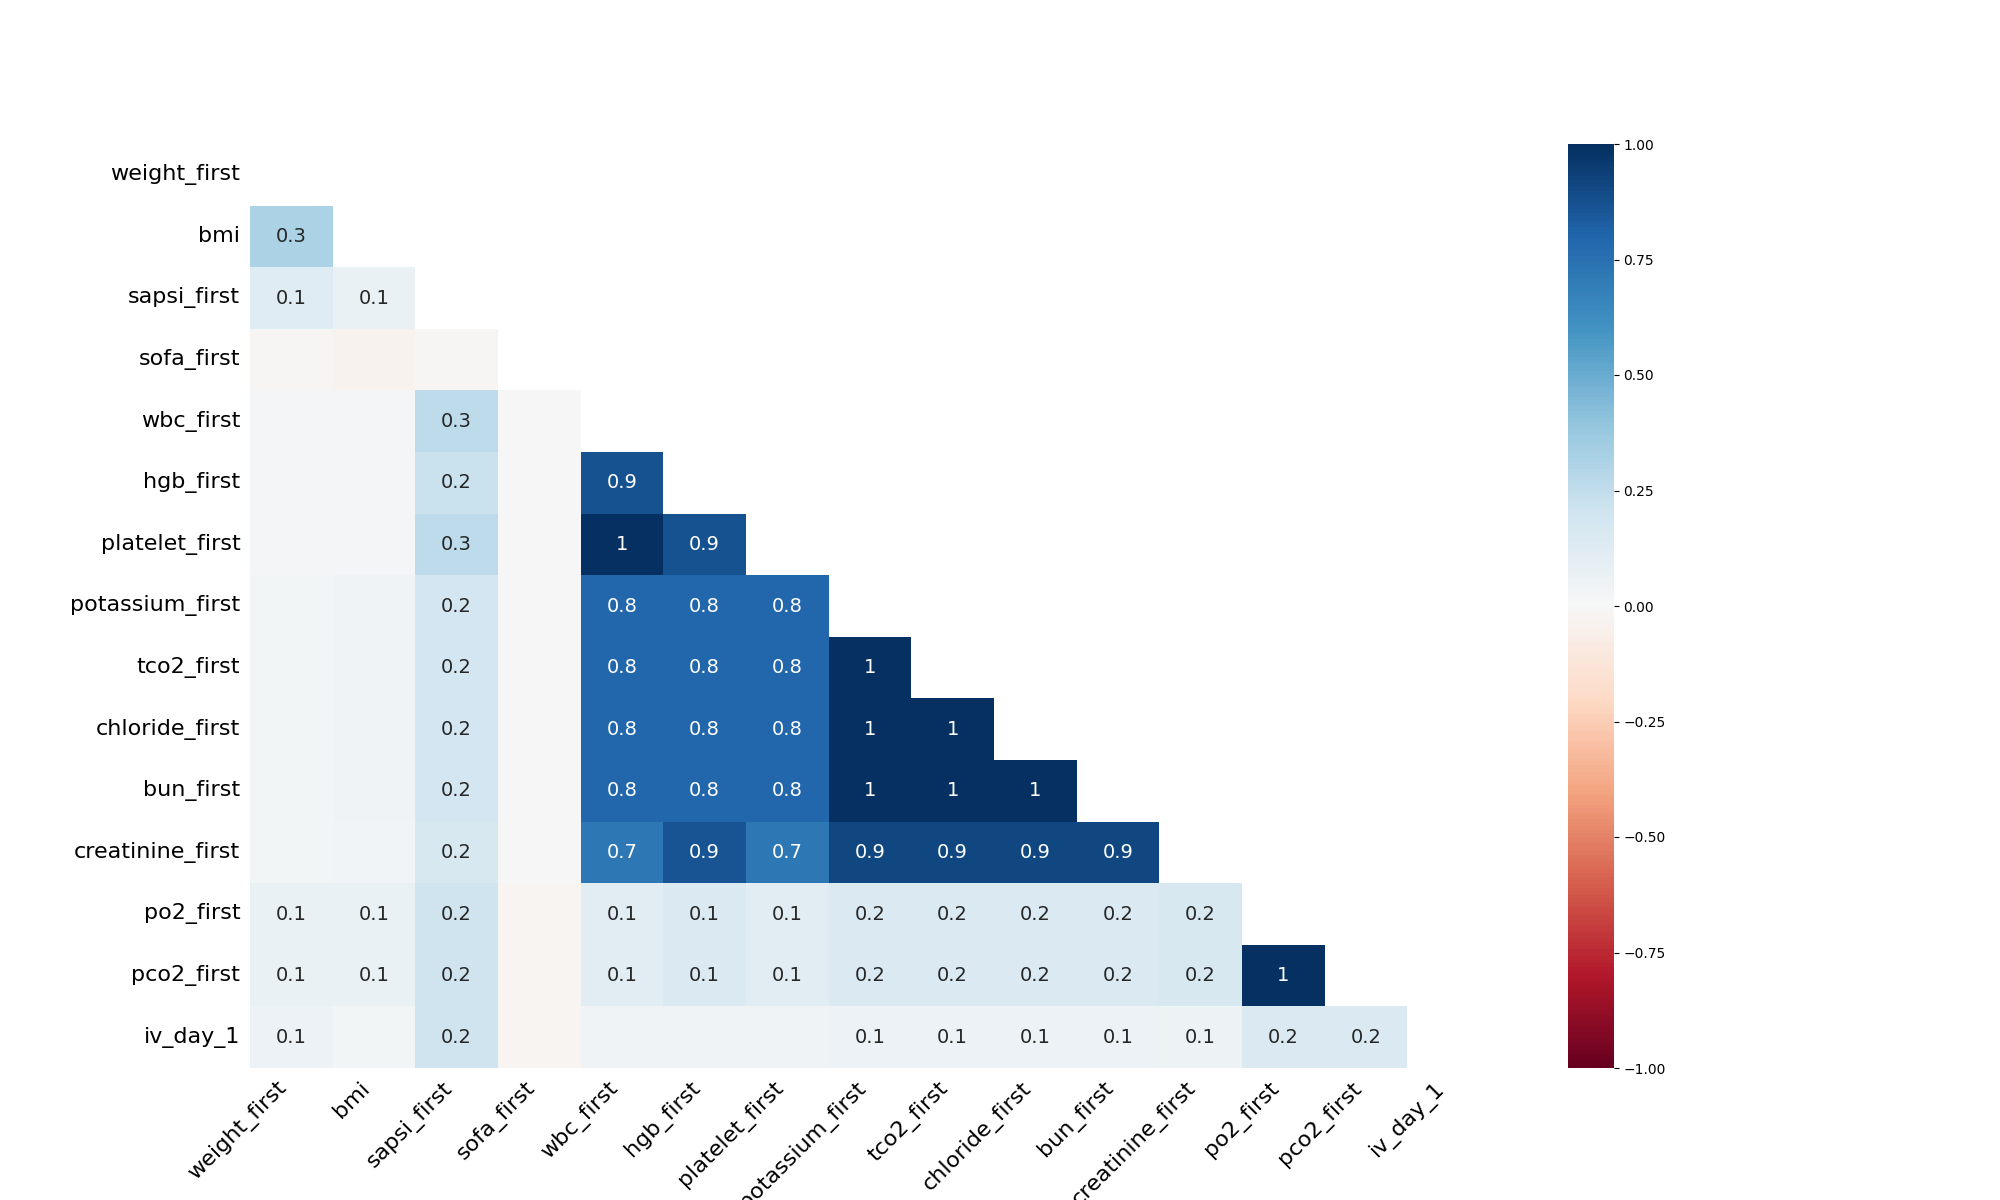 1.00
weight_first
bmi 0.3
0.75
sapsi_first 0.1 0.1
sofa_first
0.50
wbc_first 0.3
hgb_first 0.2 0.9
0.25
platelet_first 0.3 1 0.9
potassium_first 0.2 0.8 0.8 0.8
0.00
tco2_first 0.2 0.8 0.8 0.8 1
chloride_first 0.2 0.8 0.8 0.8 1 1
−0.25
bun_first 0.2 0.8 0.8 0.8 1 1 1
−0.50
creatinine_first 0.2 0.7 0.9 0.7 0.9 0.9 0.9 0.9
po2_first 0.1 0.1 0.2 0.1 0.1 0.1 0.2 0.2 0.2 0.2 0.2
−0.75
pco2_first 0.1 0.1 0.2 0.1 0.1 0.1 0.2 0.2 0.2 0.2 0.2 1
iv_day_1 0.1 0.2 0.1 0.1 0.1 0.1 0.1 0.2 0.2
−1.00
weight_first
bmi
sapsi_first
sofa_first
wbc_first
hgb_first
platelet_first
potassium_first
tco2_first
chloride_first
bun_first
creatinine_first
po2_first
pco2_first
iv_day_1